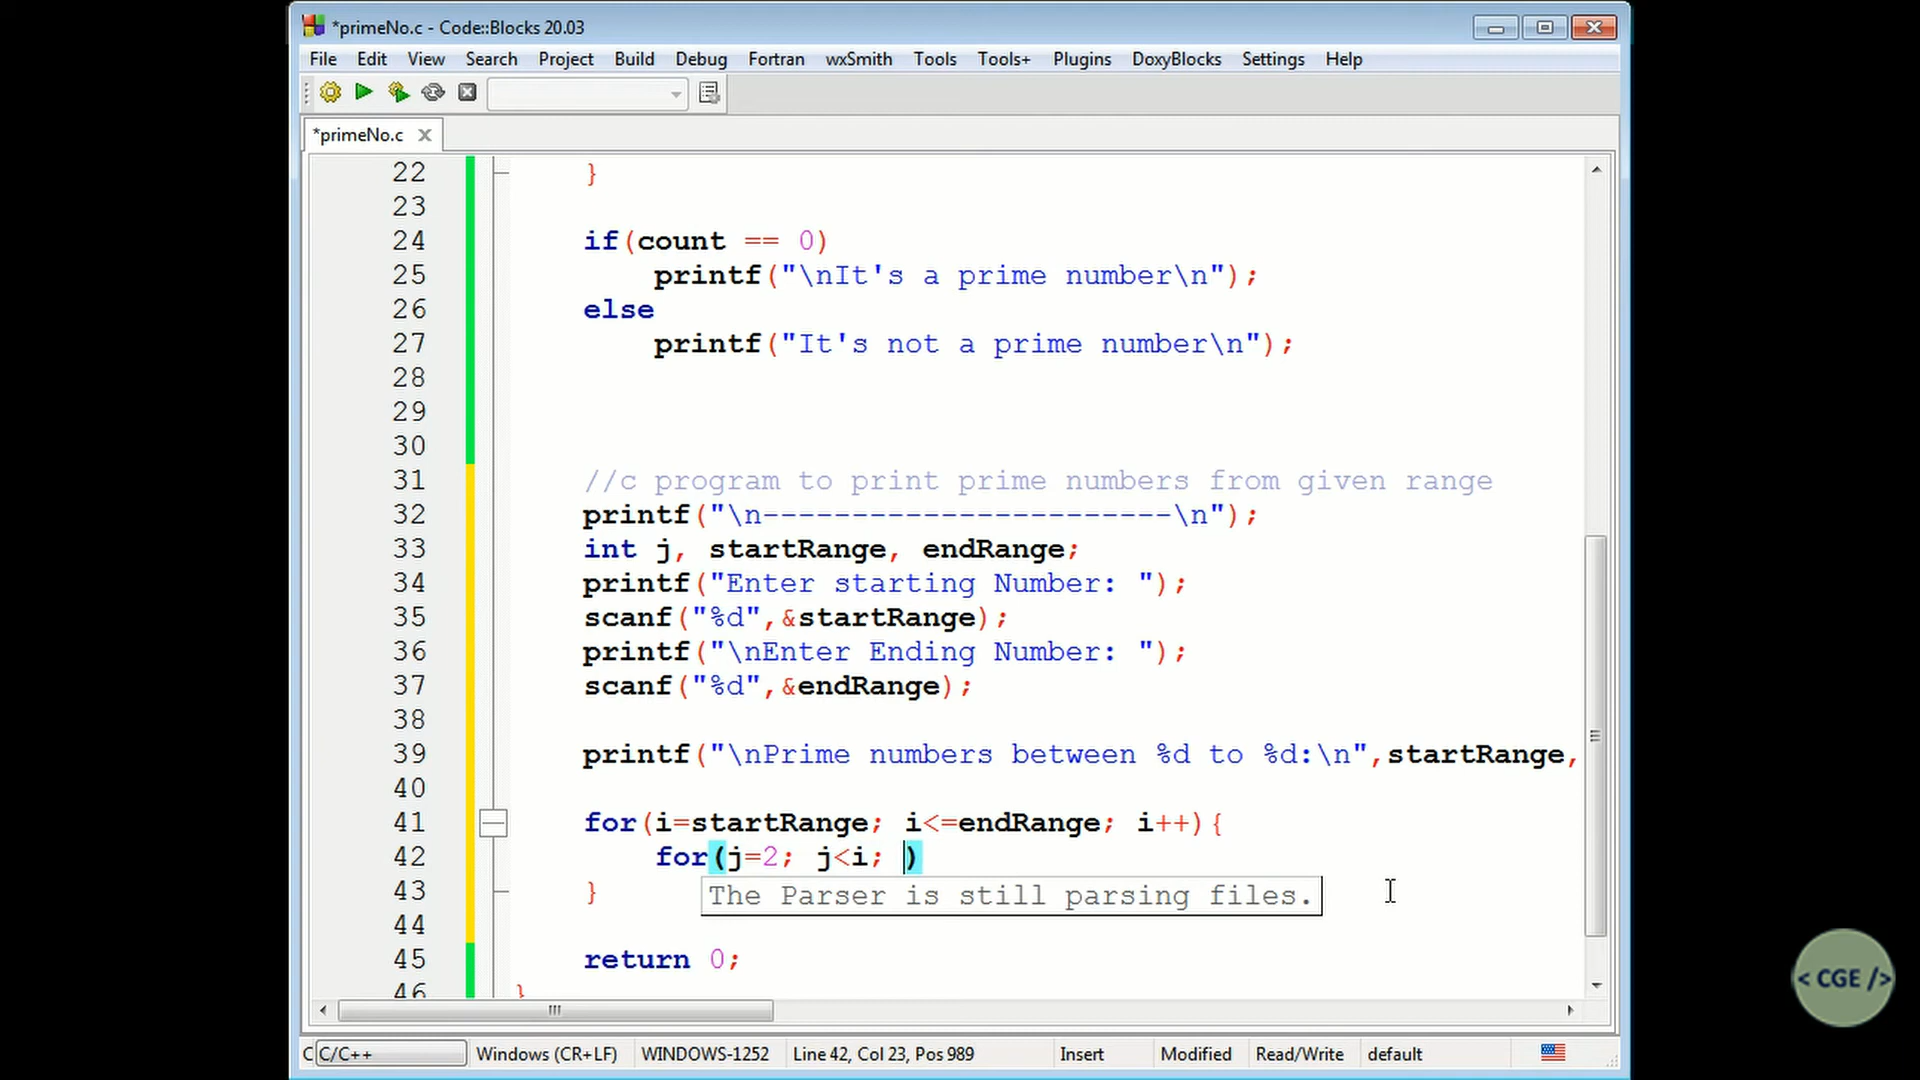 *primeNo.c - Code::Blocks 20.03
File Edit View Search Project Build Debug Fortran wxSmith Tools Tools+ Plugins DoxyBlocks Settings Help
*primeNo.c
22 }
23
24 if(count == 0)
25 printf("\nIt's a prime number\n");
26 else
27 printf("It's not a prime number\n");
28
29
30
31 //c program to print prime numbers from given range
32 printf("\n-----------------------\n");
33 int j, startRange, endRange;
34 printf("Enter starting Number: ");
35 scanf("%d",&startRange);
36 printf("\nEnter Ending Number: ");
37 scanf("%d",&endRange);
38
39 printf("\nPrime numbers between %d to %d:\n",startRange,
40
41 for(i=startRange; i<=endRange; i++){
42 for(j=2; j<i; )
43 }
The Parser is still parsing files.
44
45 return 0;
46 }
< CGE />
C C/C++ Windows (CR+LF) WINDOWS-1252 Line 42, Col 23, Pos 989 Insert Modified Read/Write default